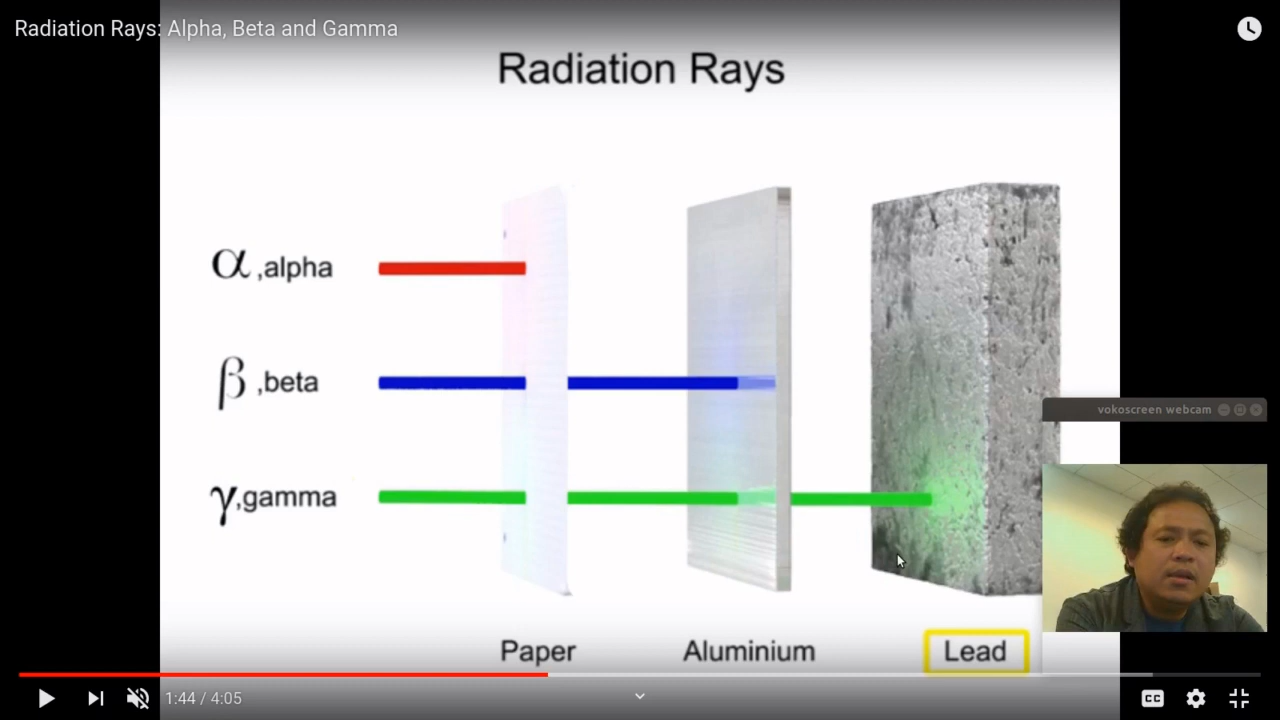 Radiation Rays: Alpha, Beta and Gamma
Radiation Rays
α ,alpha
β ,beta
γ,gamma
vokoscreen webcam
Paper
Aluminium
Lead
1:44 / 4:05
CC